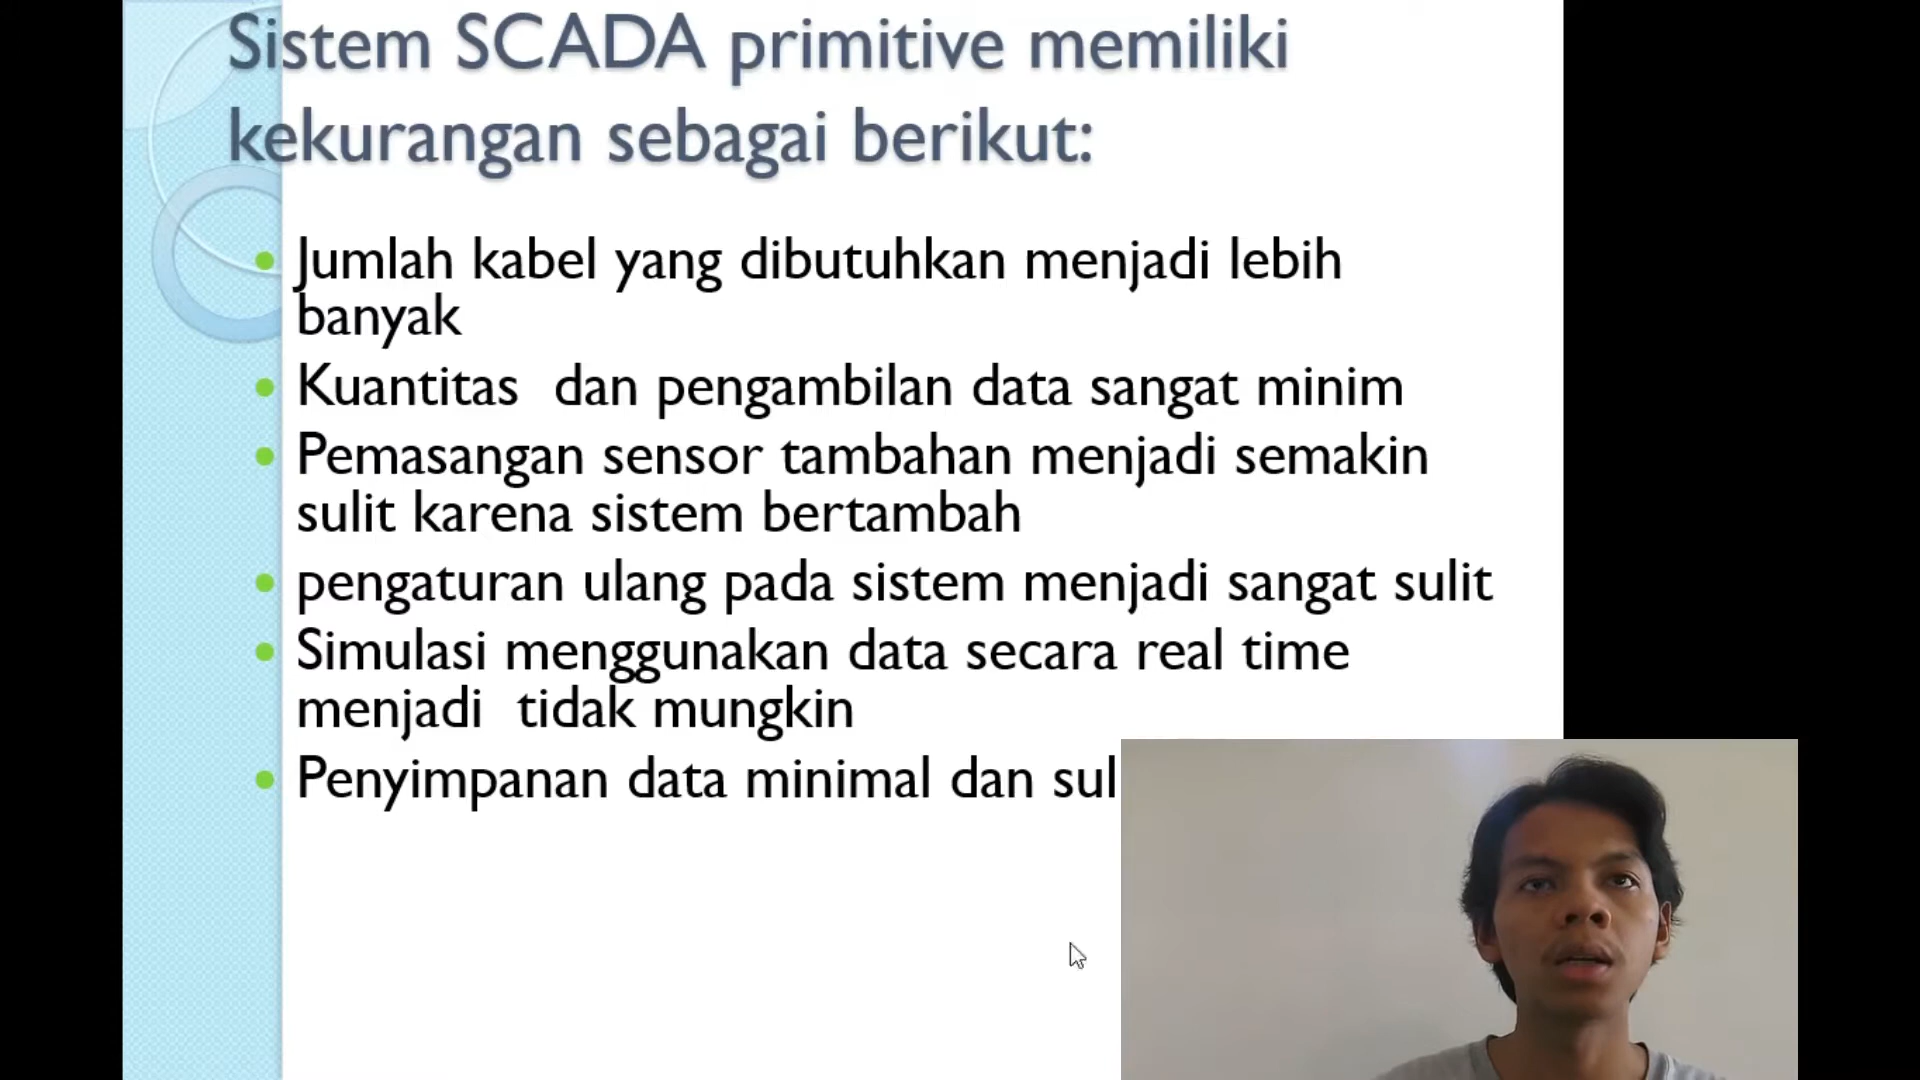 Sistem SCADA primitive memiliki
kekurangan sebagai berikut:
Jumlah kabel yang dibutuhkan menjadi lebih
banyak
Kuantitas dan pengambilan data sangat minim
Pemasangan sensor tambahan menjadi semakin
sulit karena sistem bertambah
pengaturan ulang pada sistem menjadi sangat sulit
Simulasi menggunakan data secara real time
menjadi tidak mungkin
Penyimpanan data minimal dan